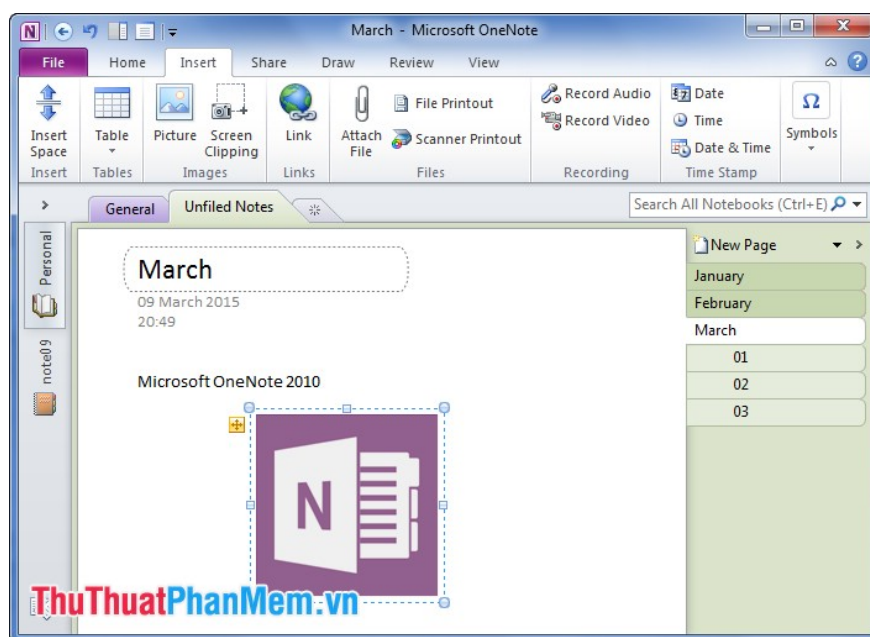 March - Microsoft OneNote
File Home Insert Share Draw Review View
Insert Space
Table
Picture
Screen Clipping
Link
Attach File
File Printout
Scanner Printout
Record Audio
Record Video
Date
Time
Date & Time
Ω
Symbols
Insert Tables Images Links Files Recording Time Stamp
General Unfiled Notes
Search All Notebooks (Ctrl+E)
Personal
note09
March
09 March 2015
20:49
Microsoft OneNote 2010
N
New Page
January
February
March
01
02
03
ThuThuatPhanMem.vn